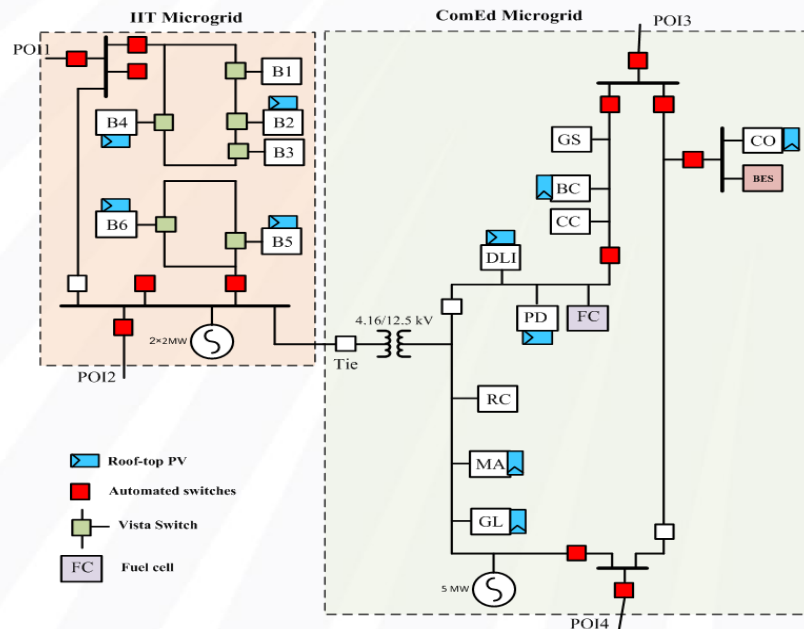 IIT Microgrid
ComEd Microgrid
POI1
POI3
B1
B4
B2
B3
B6
B5
GS
CO
BC
BES
CC
DLI
4.16/12.5 kV
PD
FC
2×2MW
Tie
POI2
RC
MA
GL
5 MW
POI4
Roof-top PV
Automated switches
Vista Switch
FC
Fuel cell